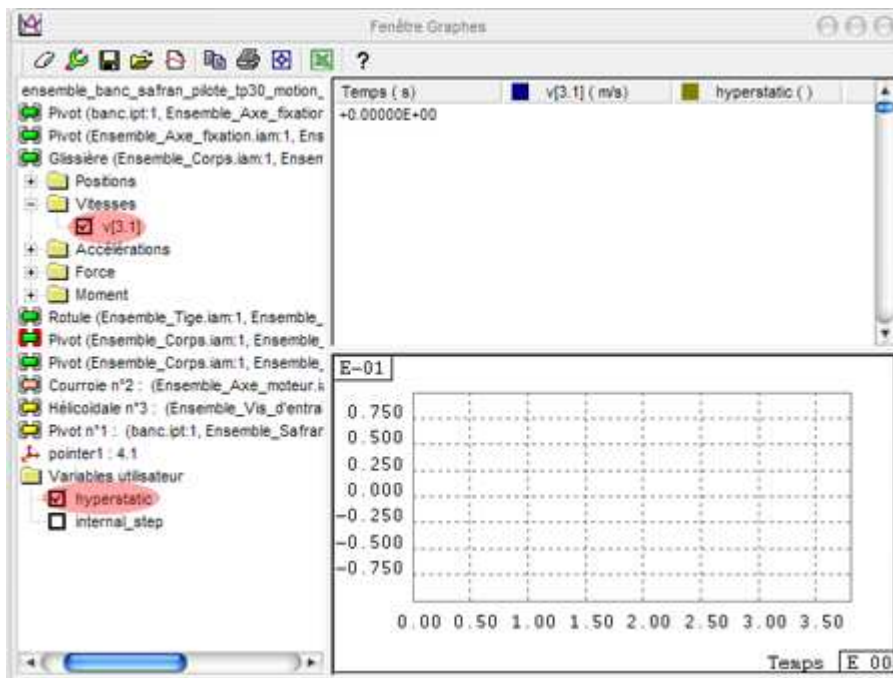 Fenêtre Graphes
?
ensemble_banc_safran_pilote_tp30_motion_
Pivot (banc.ipt:1, Ensemble_Axe_fixation
Pivot (Ensemble_Axe_fixation.iam:1, Ens
Glissière (Ensemble_Corps.iam:1, Ensem
Positions
Vitesses
v[3.1]
Accélérations
Force
Moment
Rotule (Ensemble_Tige.iam:1, Ensemble_
Pivot (Ensemble_Corps.iam:1, Ensemble_
Pivot (Ensemble_Corps.iam:1, Ensemble_
Courroie n°2 : (Ensemble_Axe_moteur.ia
Hélicoïdale n°3 : (Ensemble_Vis_d'entra
Pivot n°1 : (banc.ipt:1, Ensemble_Safrar
pointer1 : 4.1
Variables utilisateur
hyperstatic
internal_step
Temps ( s) v[3.1] ( m/s) hyperstatic ( )
+0.00000E+00
E-01
0.750
0.500
0.250
0.000
-0.250
-0.500
-0.750
0.00 0.50 1.00 1.50 2.00 2.50 3.00 3.50
Temps E 00